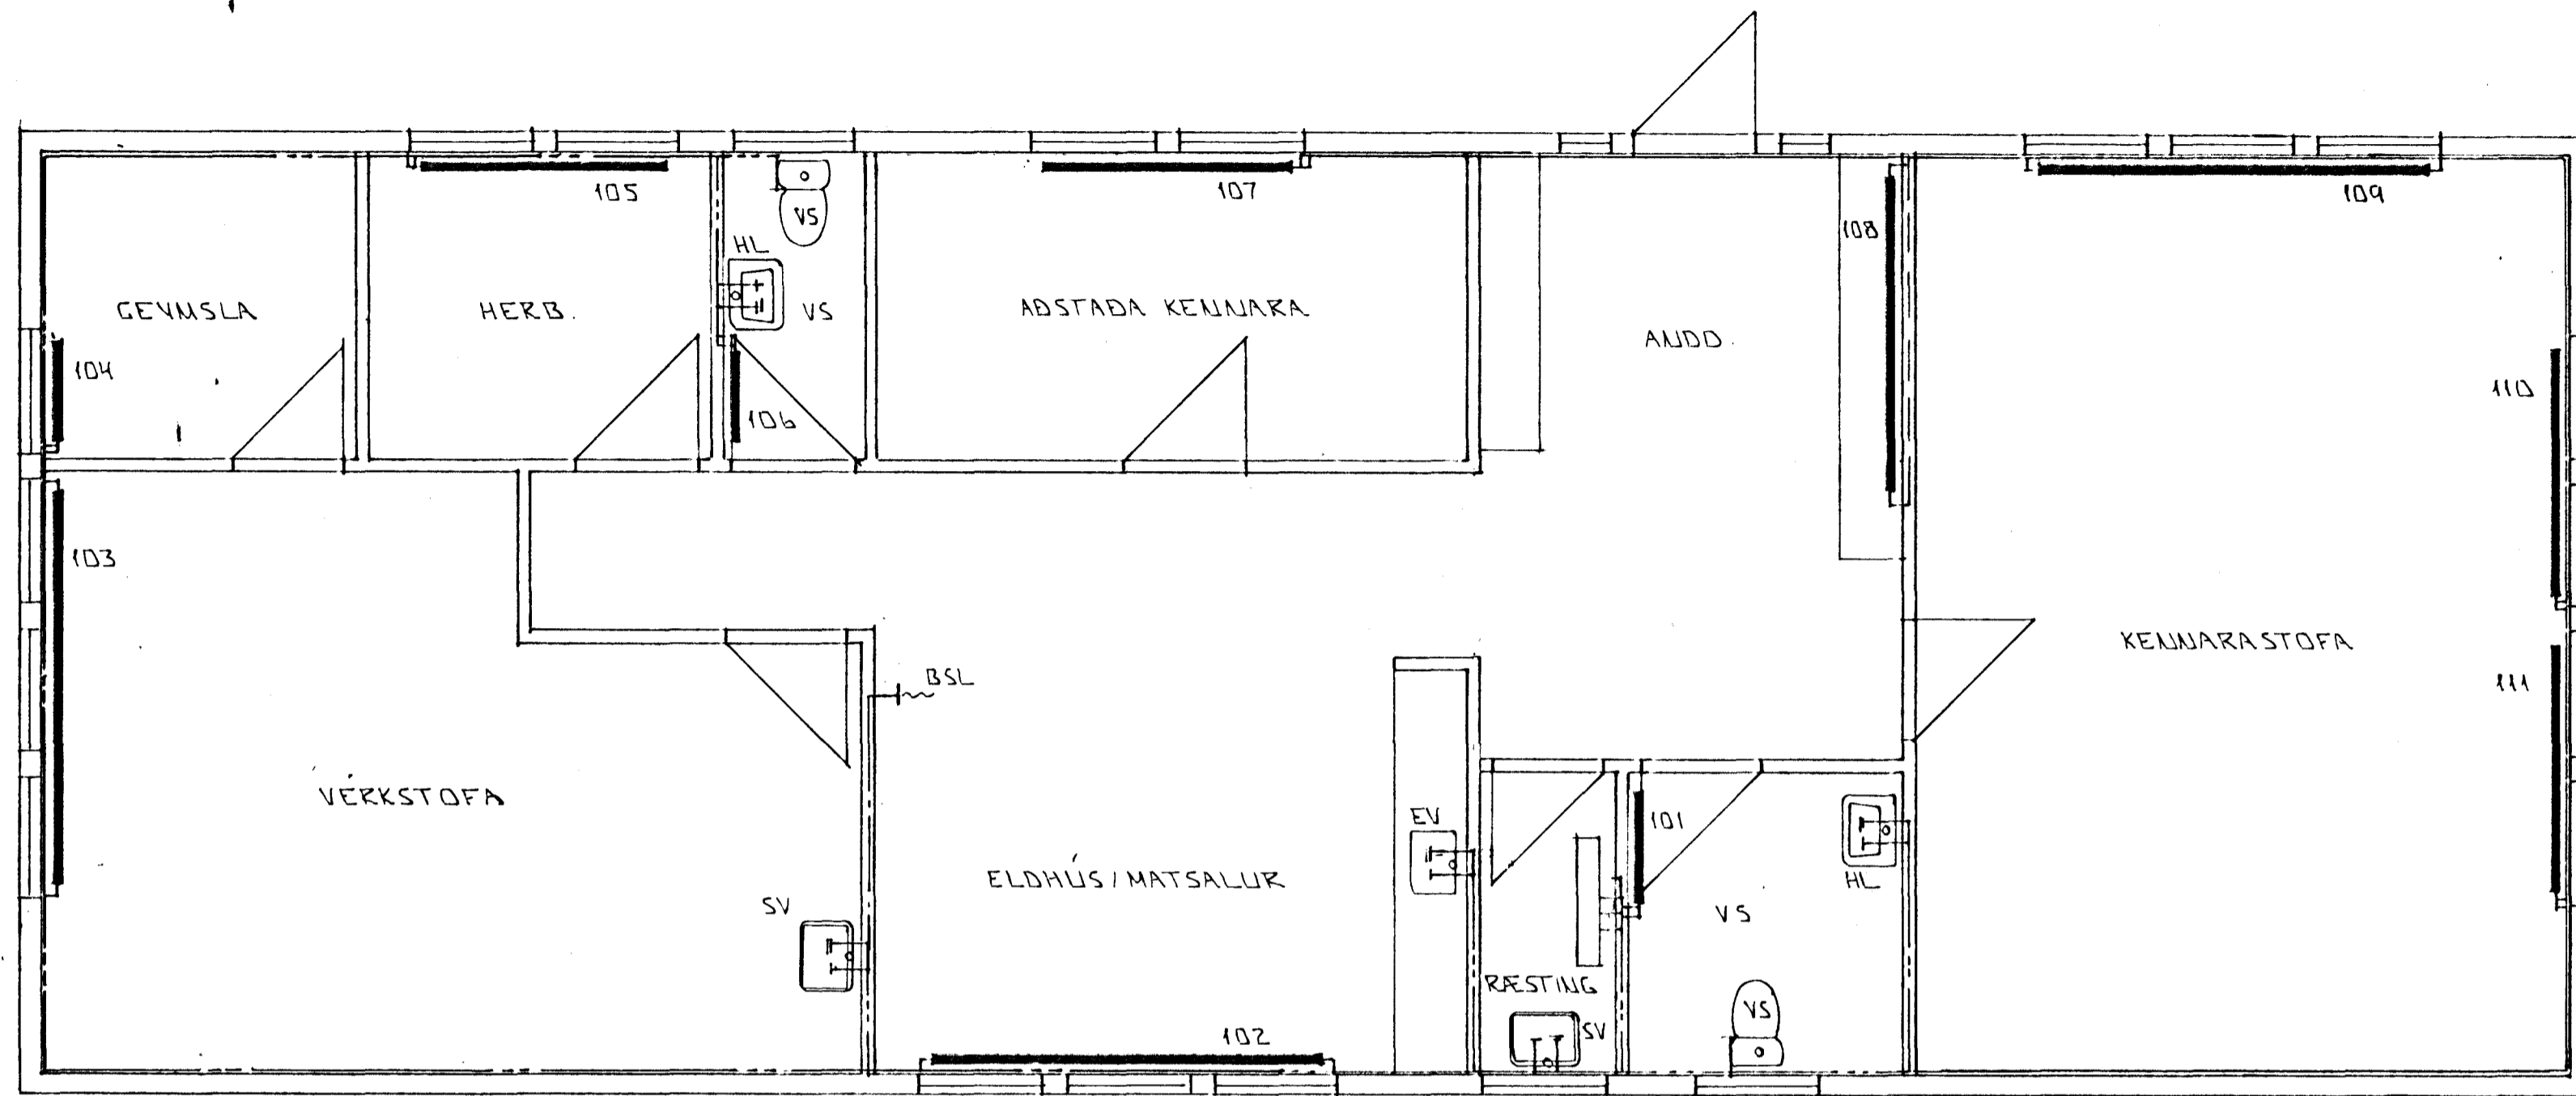 105
107
109
VS
108
HL
GEYMSLA
HERB.
VS
AÐSTAÐA KENNARA
ANDD.
104
110
106
103
KENNARASTOFA
BSL
111
VERKSTOFA
EV
101
ELDHÚS/MATSALUR
HL
SV
VS
RÆSTING
VS
SV
102